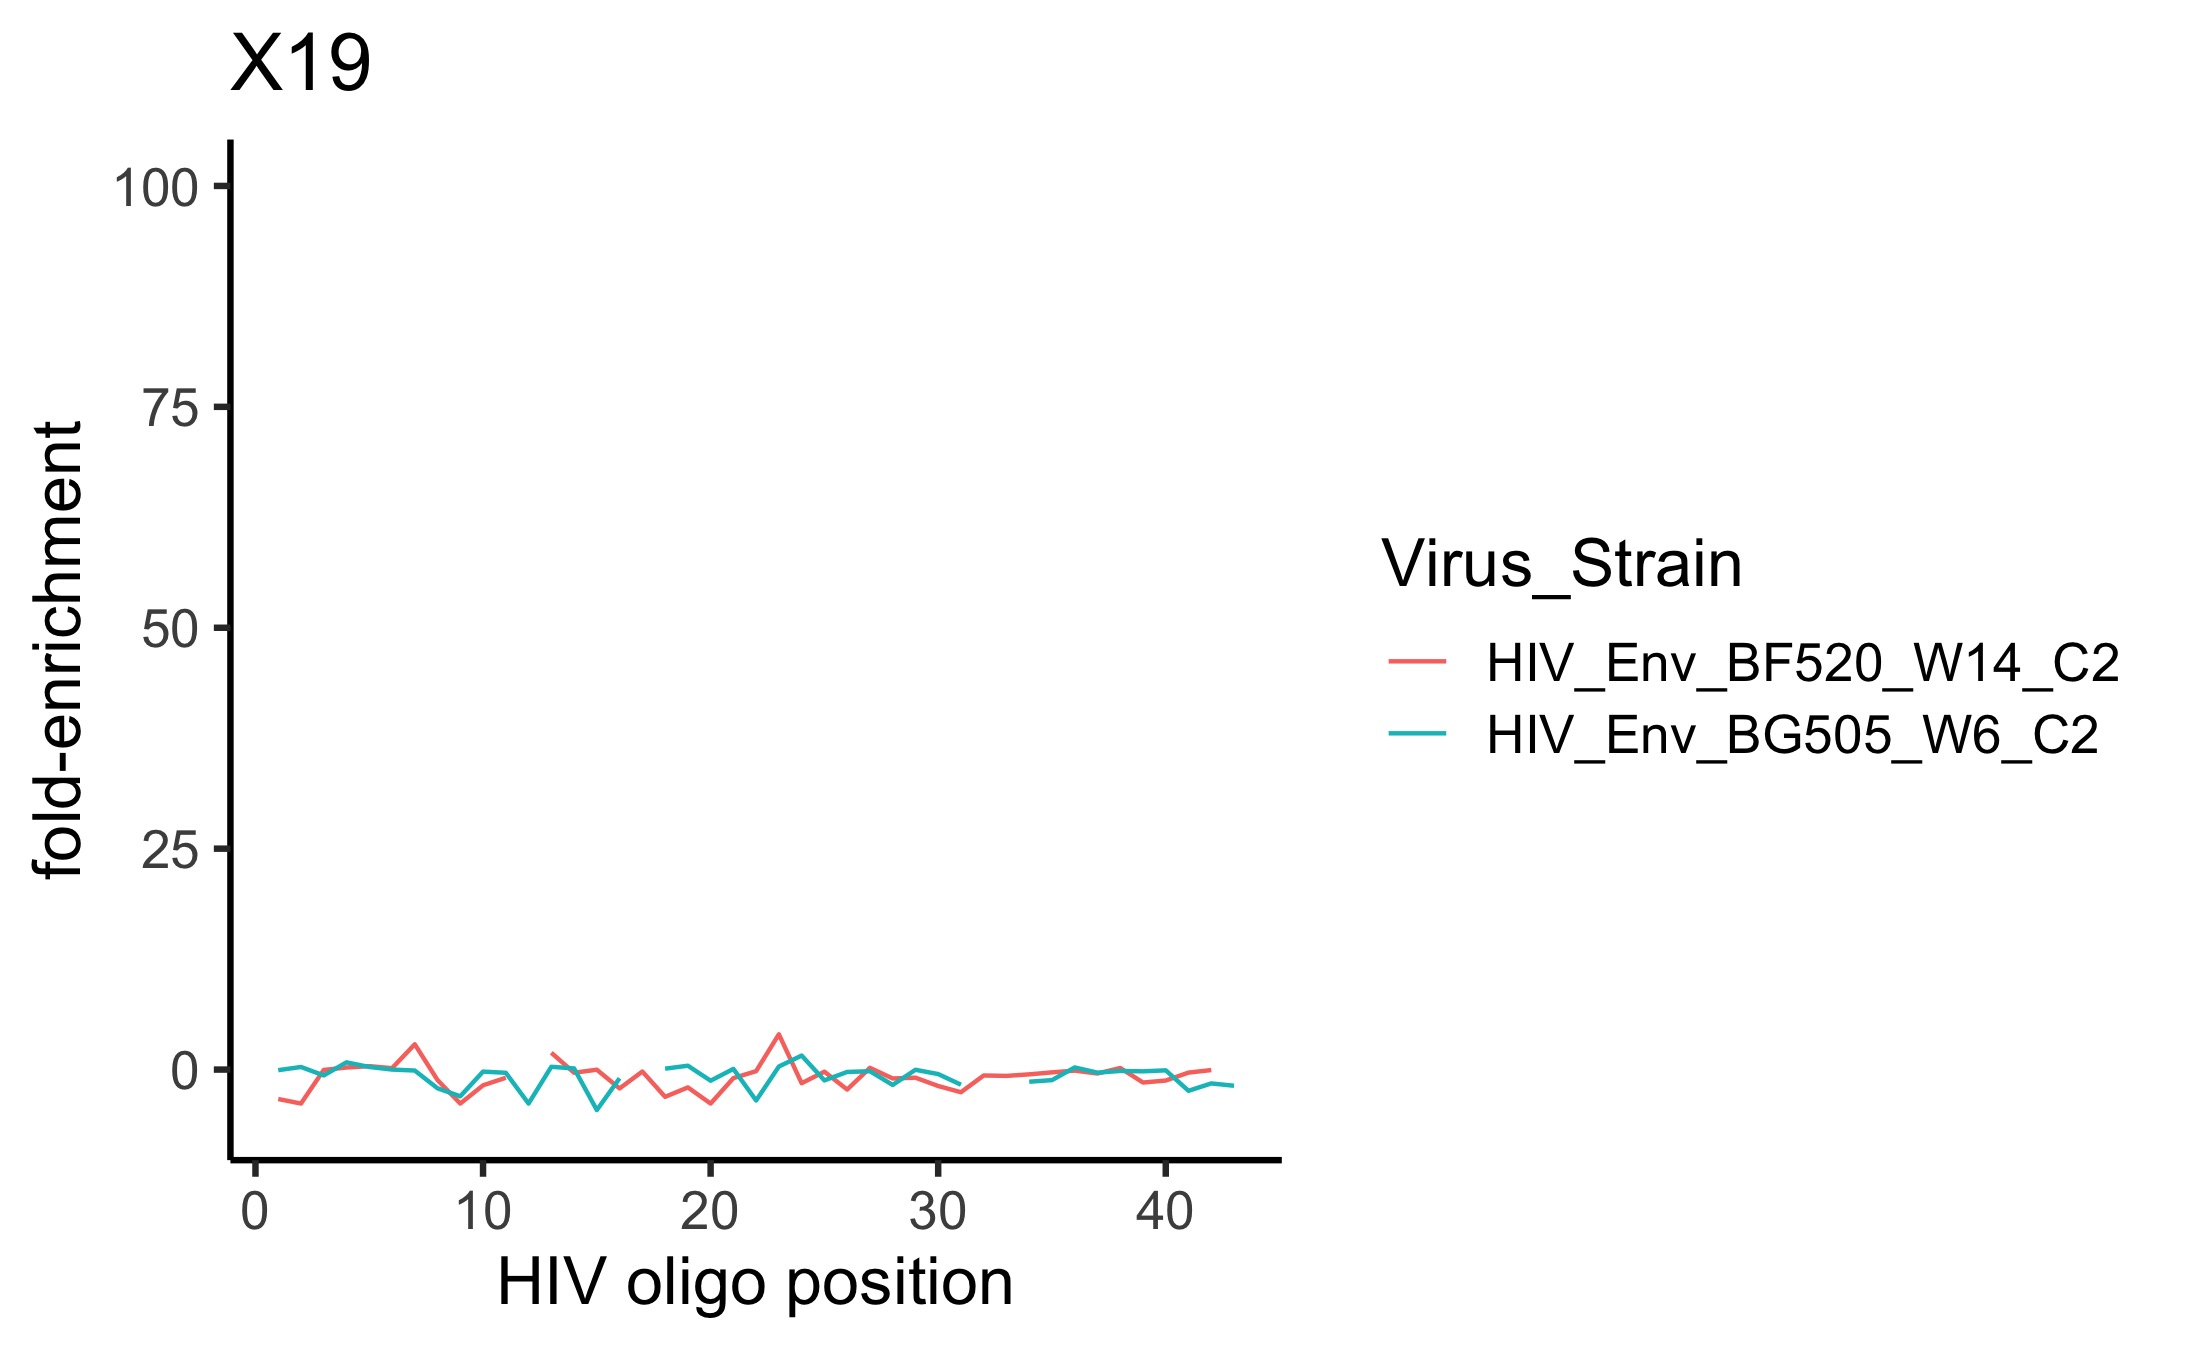 X19
100
75
50
25
0
fold-enrichment
0 10 20 30 40
HIV oligo position
Virus_Strain
HIV_Env_BF520_W14_C2
HIV_Env_BG505_W6_C2